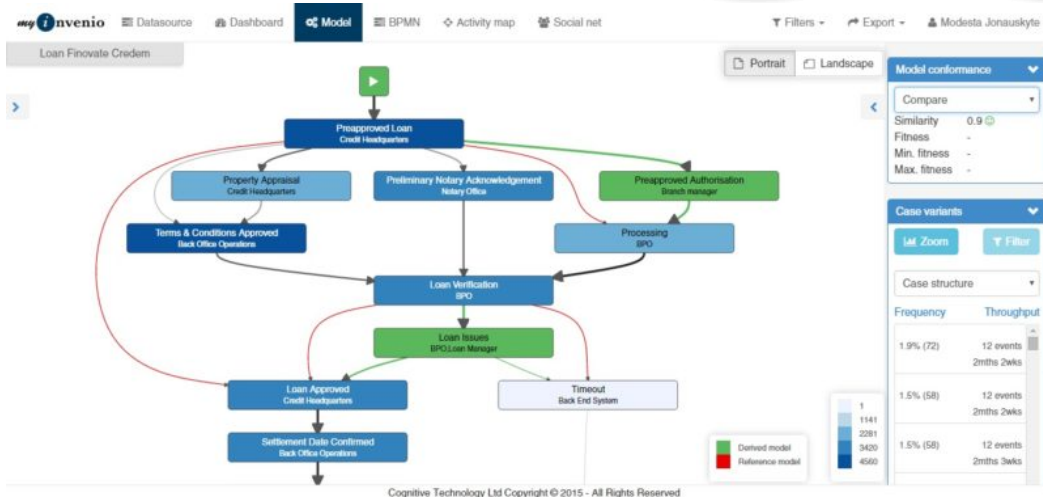 my invenio
Datasource
Dashboard
Model
BPMN
Activity map
Social net
Filters
Export
Modesta Jonauskyte
Loan Finovate Credem
Portrait
Landscape
Preapproved Loan
Credit Headquarters
Property Appraisal
Credit Headquarters
Preliminary Notary Acknowledgement
Notary Office
Preapproved Authorisation
Branch manager
Terms & Conditions Approved
Back Office Operations
Processing
BPO
Loan Verification
BPO
Loan Issues
BPO.Loan Manager
Loan Approved
Credit Headquarters
Timeout
Back End System
Settlement Date Confirmed
Back Office Operations
Derived model
Reference model
1
1141
2281
3420
4560
Model conformance
Compare
Similarity 0.9
Fitness -
Min. fitness -
Max. fitness -
Case variants
Zoom
Filter
Case structure
Frequency Throughput
1.9% (72) 12 events
2mths 2wks
1.5% (58) 12 events
2mths 2wks
1.5% (58) 12 events
2mths 3wks
Cognitive Technology Ltd Copyright © 2015 - All Rights Reserved